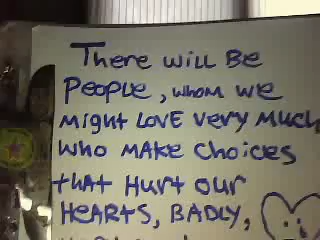 THERE WILL BE
PEOPLE, WHOM WE
MIGHT LOVE VERY MUCH
WHO MAKE CHOICES
THAT HURT OUR
HEARTS, BADLY,